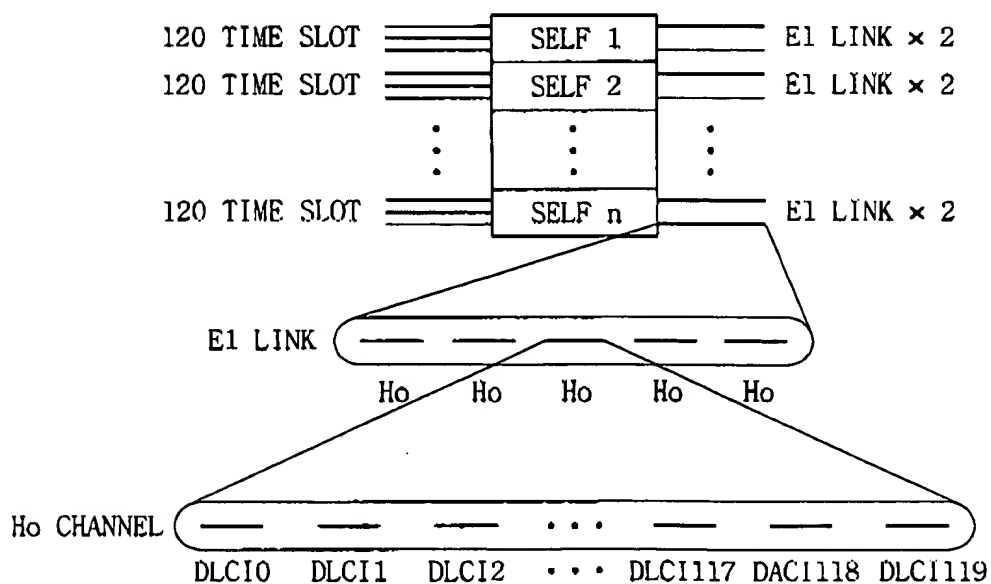 120 TIME SLOT SELF 1 E1 LINK × 2
120 TIME SLOT SELF 2 E1 LINK × 2
120 TIME SLOT SELF n E1 LINK × 2
E1 LINK
Ho Ho Ho Ho Ho
Ho CHANNEL
DLCI0 DLCI1 DLCI2 ... DLCI117 DACI118 DLCI119